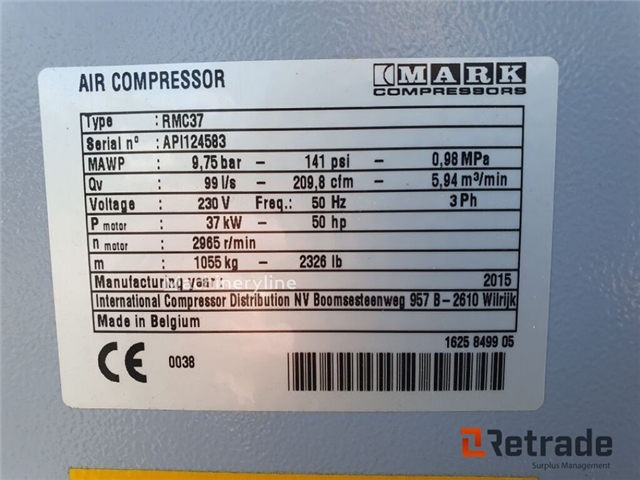 AIR COMPRESSOR
MARK
COMPRESSORS
Type : RMC37
Serial n° : API124583
MAWP : 9,75 bar – 141 psi – 0,98 MPa
Qv : 99 l/s – 209,8 cfm – 5,94 m³/min
Voltage : 230 V Freq.: 50 Hz 3 Ph
P motor : 37 kW – 50 hp
n motor : 2965 r/min
m : 1055 kg – 2326 lb
Manufacturing year: 2015
machineryline
International Compressor Distribution NV Boomsesteenweg 957 B – 2610 Wilrijk
Made in Belgium
1625 8499 05
CE 0038
Retrade
Surplus Management